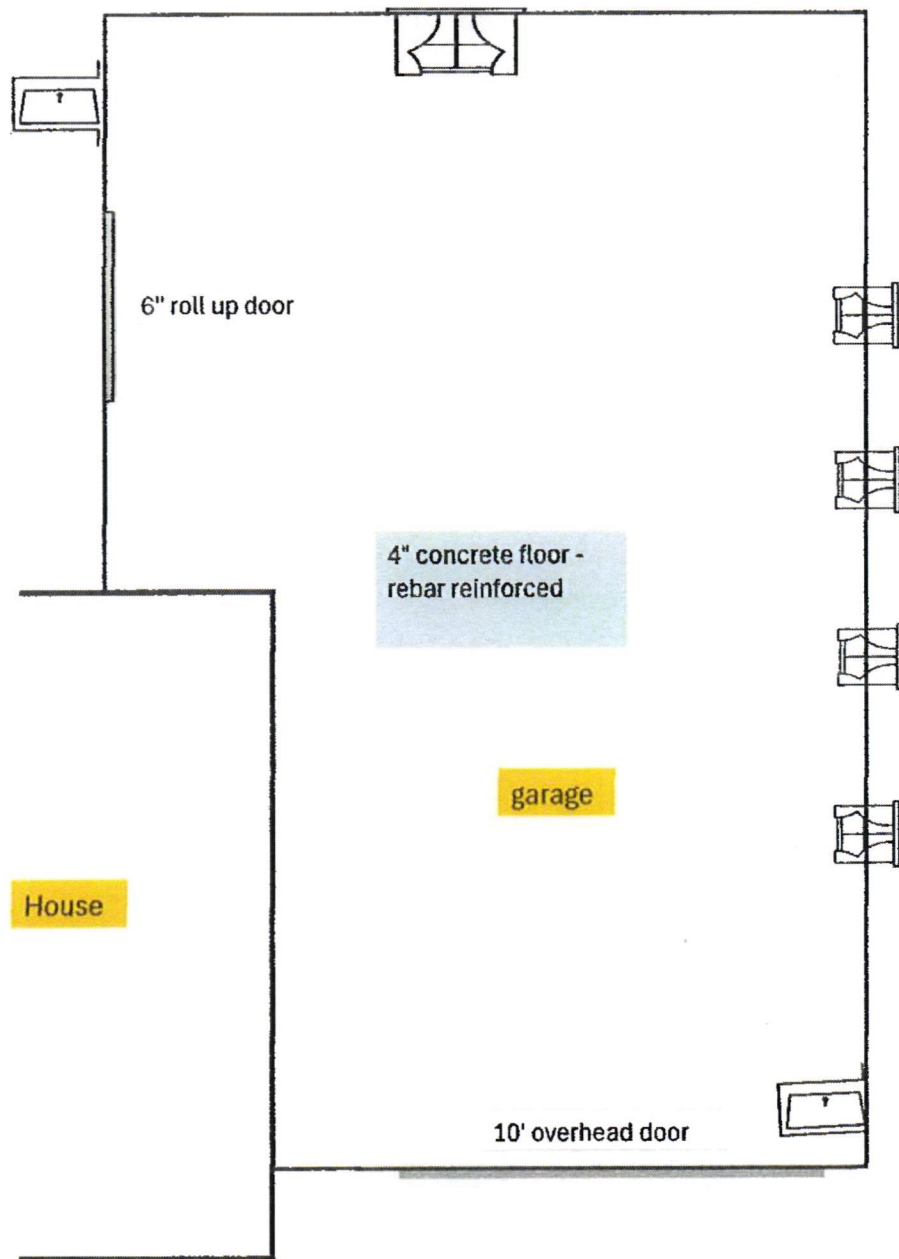 6" roll up door
4" concrete floor -
rebar reinforced
garage
House
10' overhead door